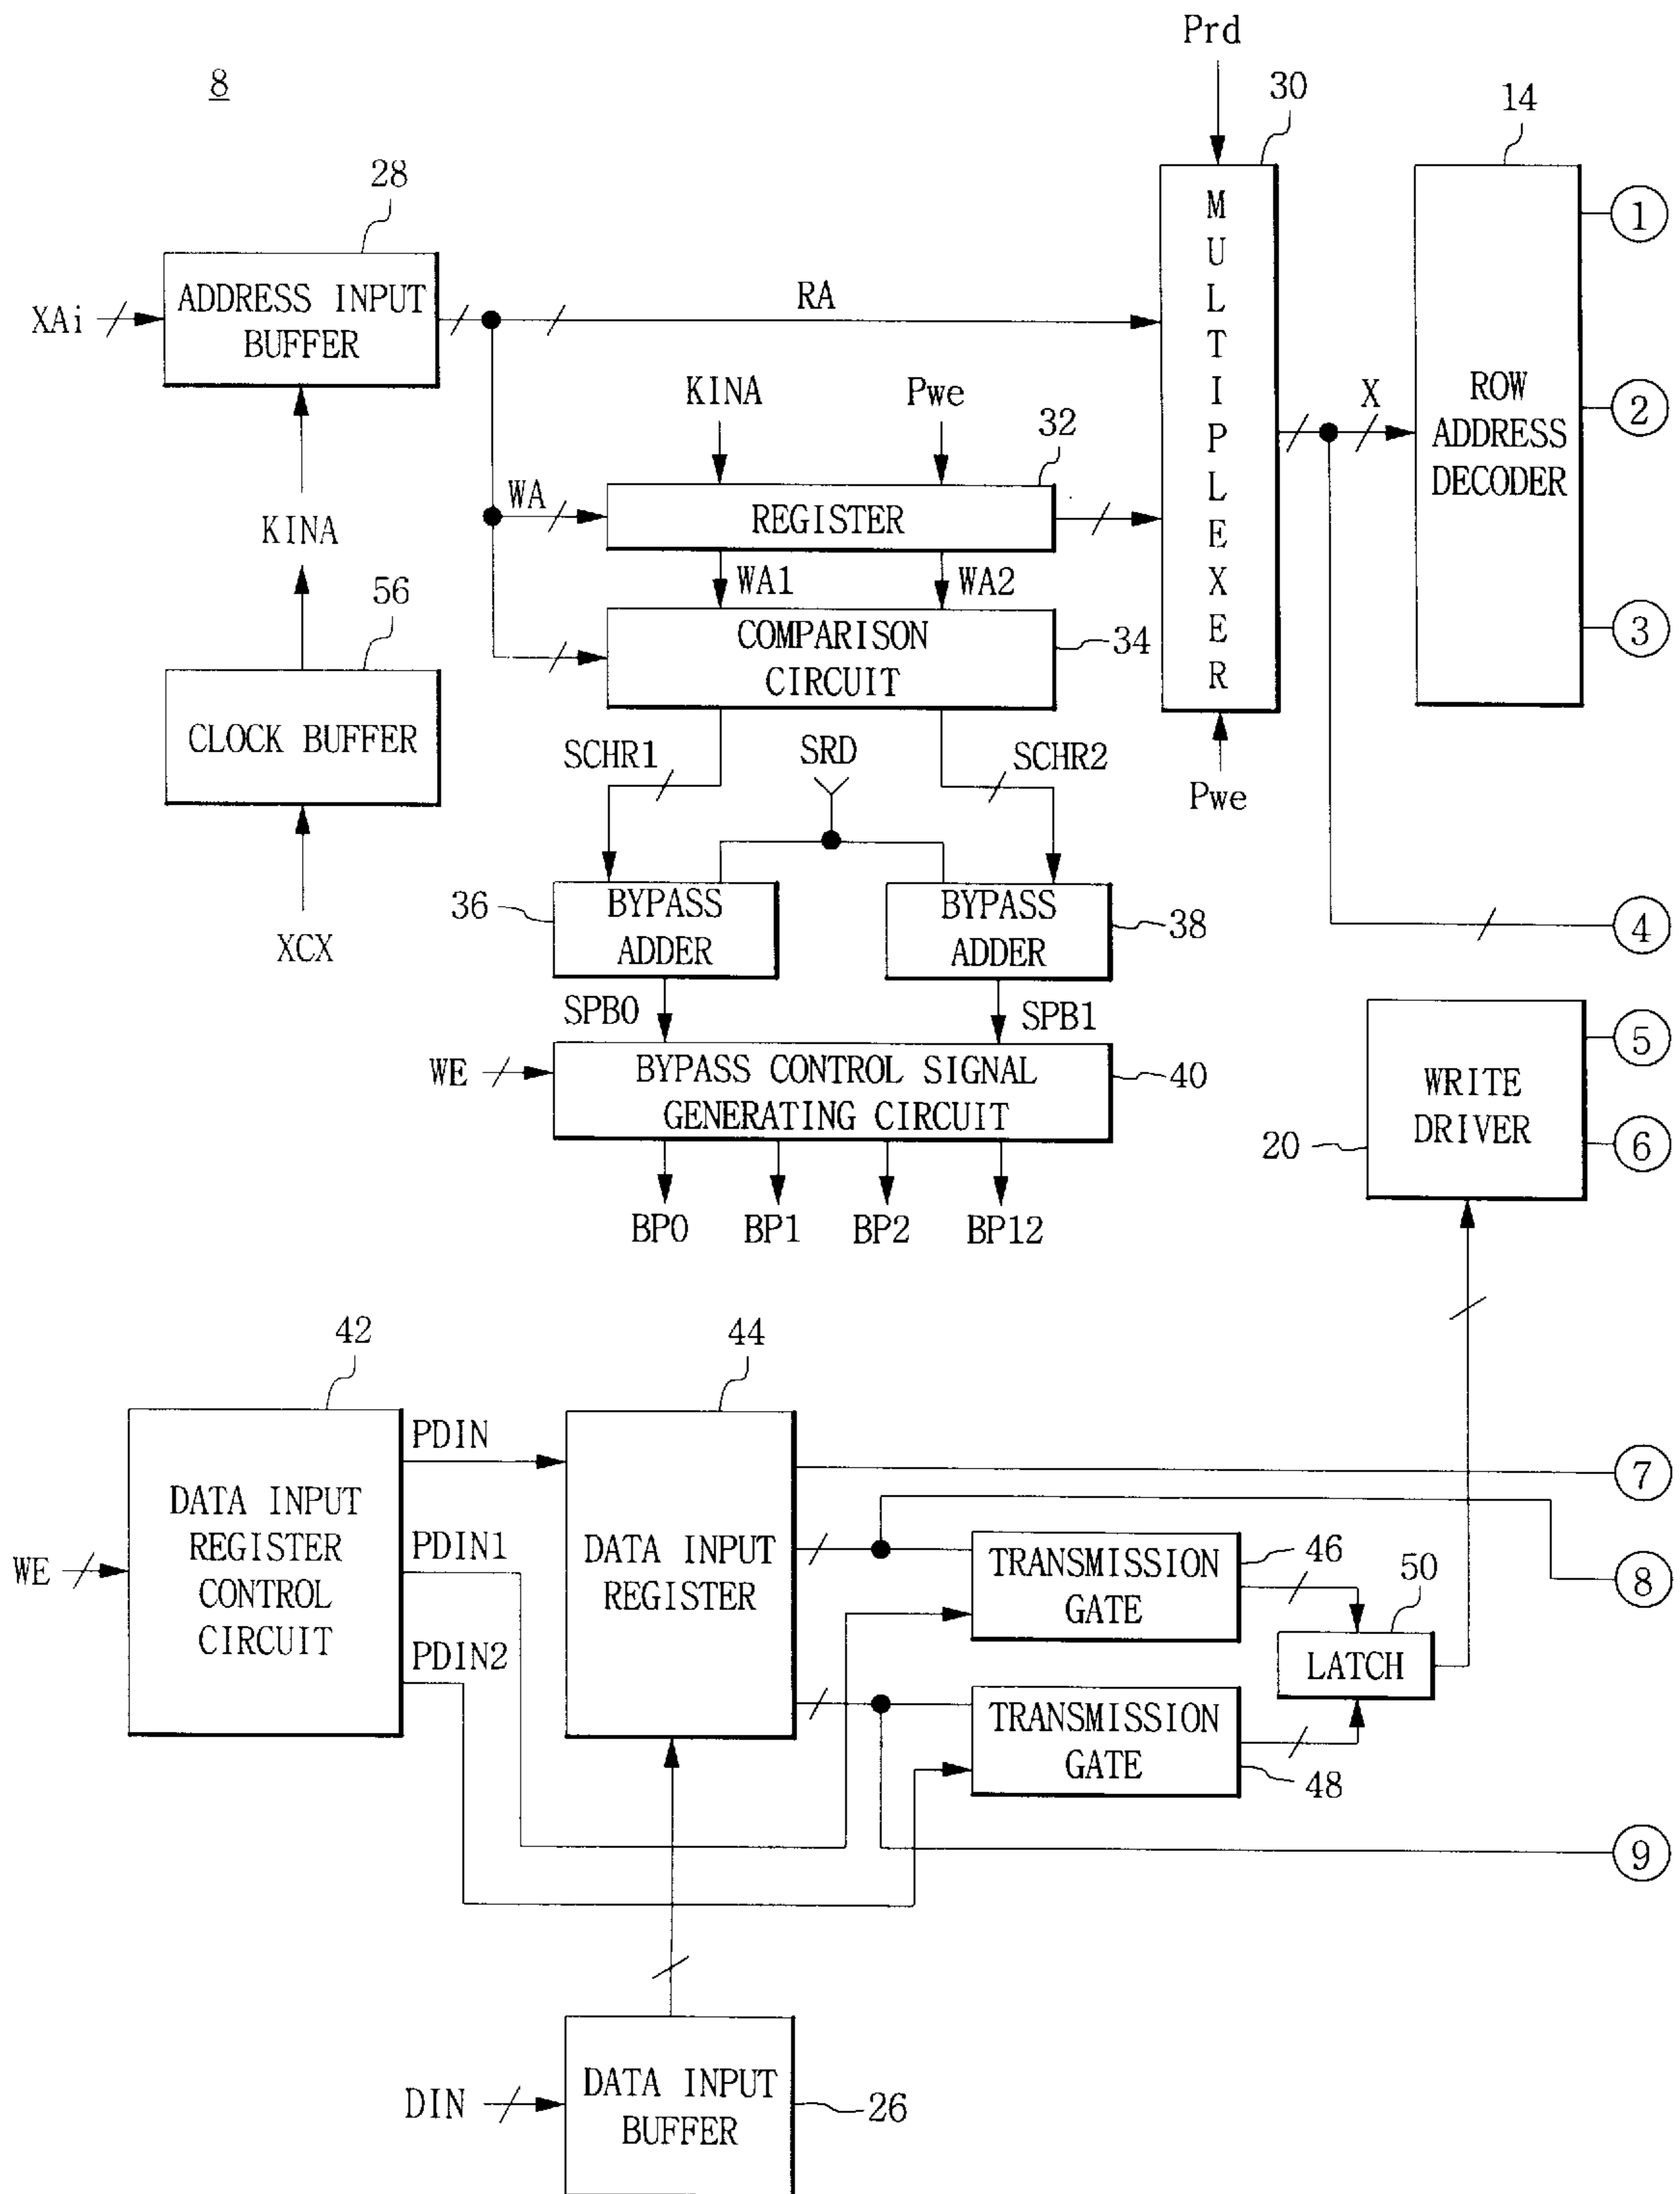 Prd
8
30
14
28
MULTIPLEXER
1
ADDRESS INPUT
BUFFER
XAi
RA
KINA
Pwe
32
X
ROW
ADDRESS
DECODER
2
WA
REGISTER
KINA
WA1
WA2
56
COMPARISON
CIRCUIT
34
3
CLOCK BUFFER
SCHR1
SRD
SCHR2
Pwe
36
BYPASS
ADDER
BYPASS
ADDER
38
4
XCX
SPB0
SPB1
5
WE
BYPASS CONTROL SIGNAL
GENERATING CIRCUIT
40
WRITE
DRIVER
20
6
BP0
BP1
BP2
BP12
42
44
PDIN
7
DATA INPUT
REGISTER
CONTROL
CIRCUIT
PDIN1
DATA INPUT
REGISTER
TRANSMISSION
GATE
46
WE
50
8
PDIN2
LATCH
TRANSMISSION
GATE
48
9
DIN
DATA INPUT
BUFFER
26